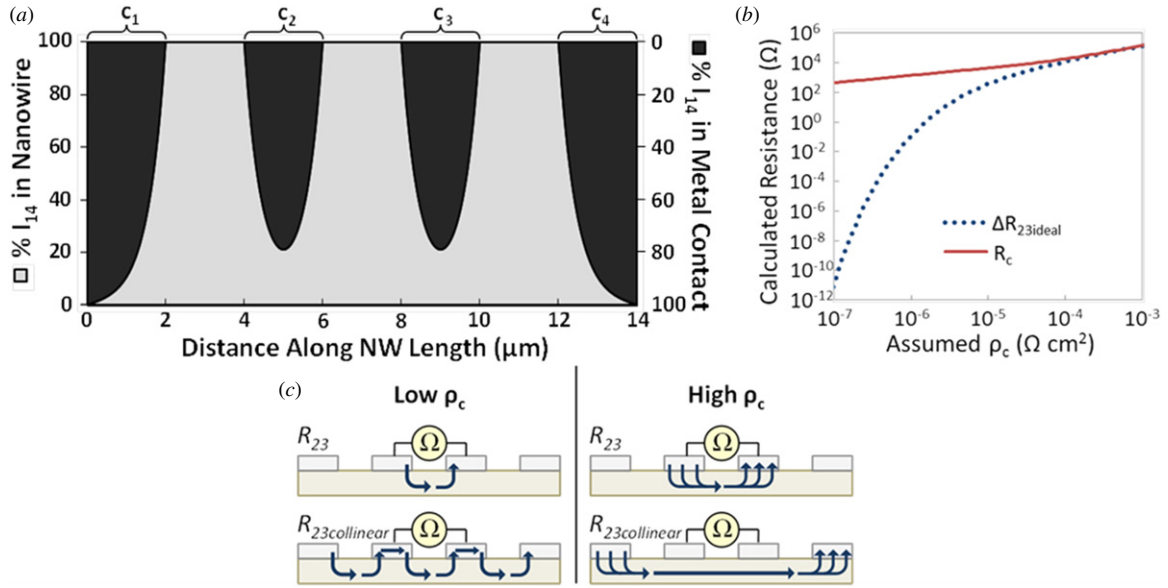 (a)
C1 C2 C3 C4
100 80 60 40 20 0
% I14 in Nanowire
0 20 40 60 80 100
% I14 in Metal Contact
0 2 4 6 8 10 12 14
Distance Along NW Length (μm)
(b)
10^6
10^4
10^2
10^0
10^-2
10^-4
10^-6
10^-8
10^-10
10^-12
Calculated Resistance (Ω)
ΔR23ideal
Rc
10^-7 10^-6 10^-5 10^-4 10^-3
Assumed ρc (Ω cm^2)
(c)
Low ρc
R23
Ω
R23collinear
Ω
High ρc
R23
Ω
R23collinear
Ω